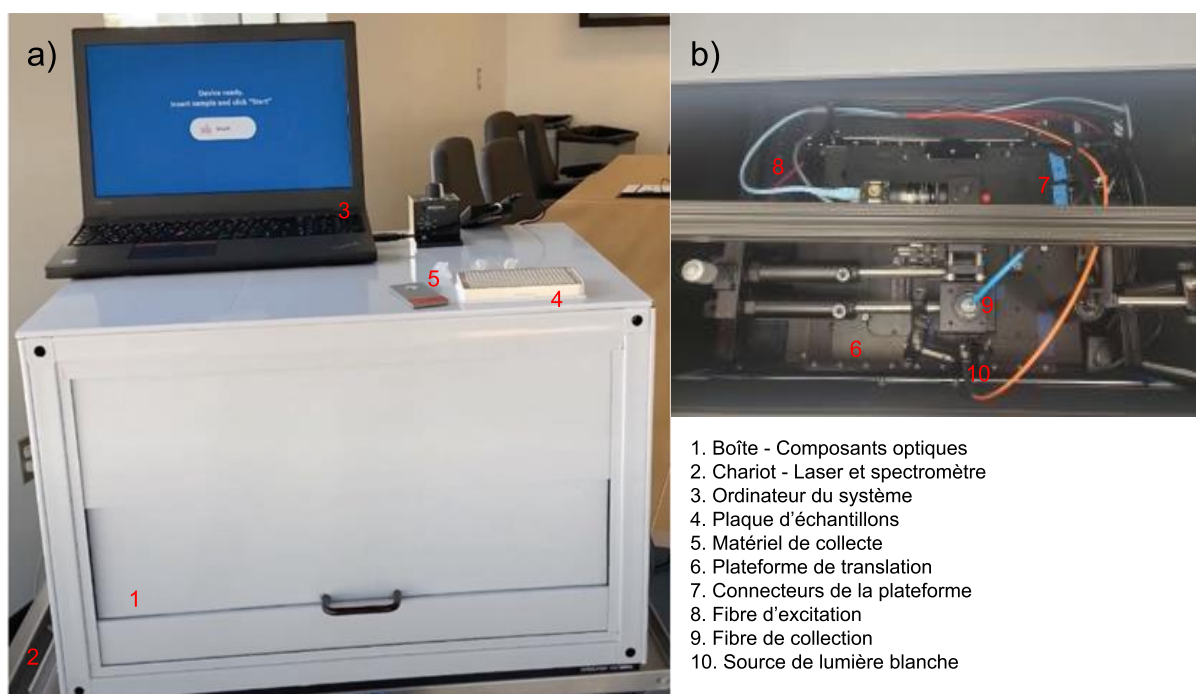 a)
Device ready.
Insert sample and click "Start"
Start
3
5
4
1
2
b)
8
7
9
6
10
1. Boîte - Composants optiques
2. Chariot - Laser et spectromètre
3. Ordinateur du système
4. Plaque d'échantillons
5. Matériel de collecte
6. Plateforme de translation
7. Connecteurs de la plateforme
8. Fibre d'excitation
9. Fibre de collection
10. Source de lumière blanche